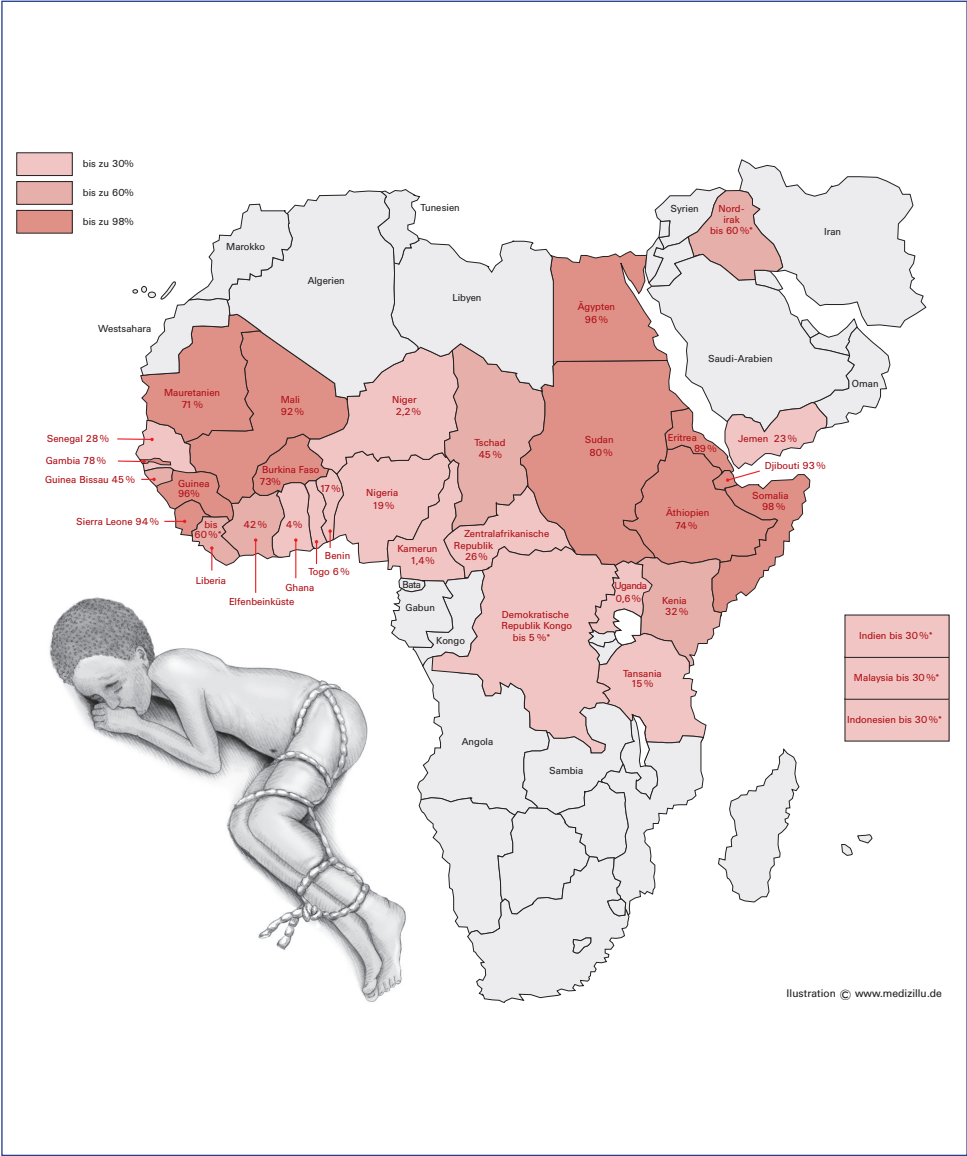 bis zu 30%
bis zu 60%
bis zu 98%
Tunesien
Marokko
Algerien
Libyen
Westsahara
Syrien
Nord-
irak
bis 60%*
Iran
Ägypten
96%
Saudi-Arabien
Oman
Mauretanien
71 %
Mali
92%
Niger
2,2%
Tschad
45%
Sudan
80%
Eritrea
89%
Jemen 23%
Djibouti 93%
Senegal 28%
Gambia 78%
Guinea Bissau 45%
Guinea
96%
Burkina Faso
73%
17%
Nigeria
19%
Somalia
98%
Äthiopien
74%
Sierra Leone 94%
bis
60%*
42%
4%
Zentralafrikanische
Republik
26%
Kamerun
1,4%
Benin
Togo 6%
Ghana
Liberia
Elfenbeinküste
Bata
Gabun
Kongo
Uganda
0,6%
Kenia
32%
Demokratische
Republik Kongo
bis 5%*
Tansania
15%
Indien bis 30%*
Malaysia bis 30%*
Indonesien bis 30%*
Angola
Sambia
Ilustration © www.medizillu.de